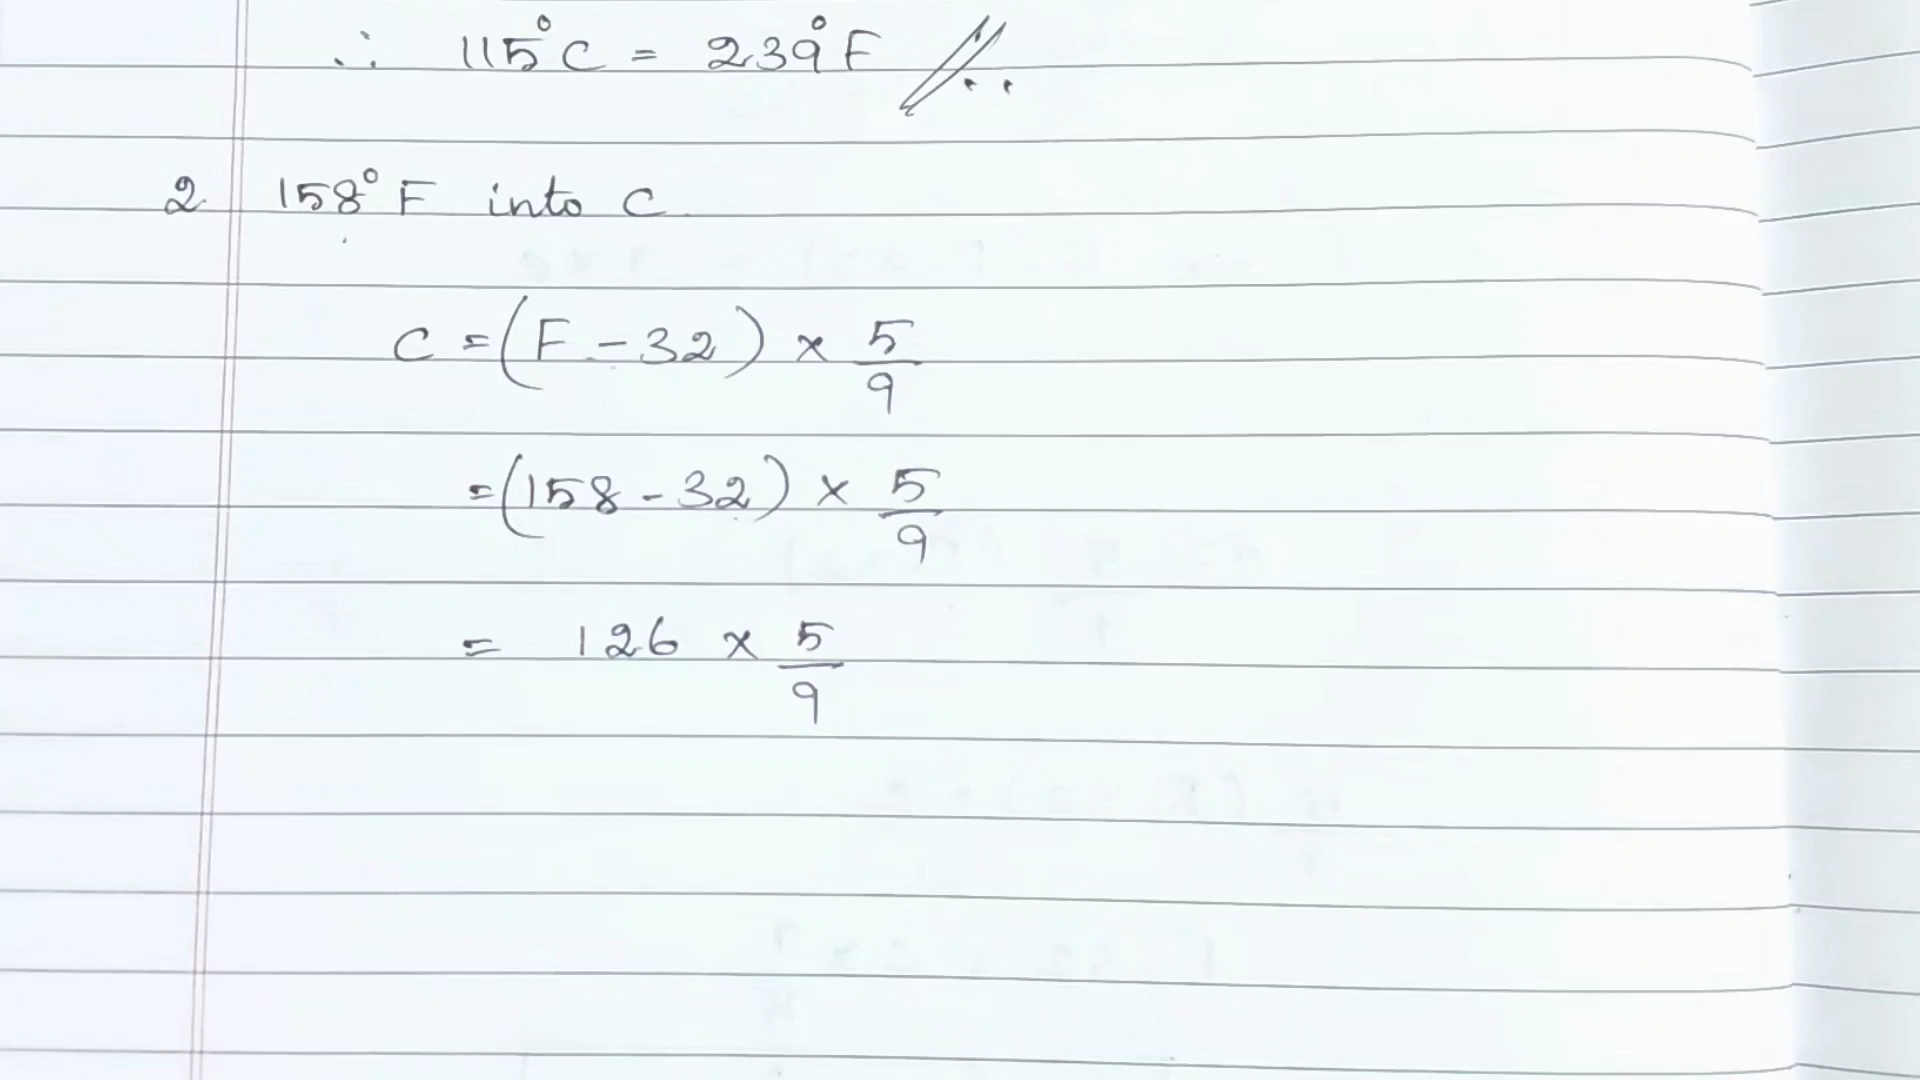 ∴ 115°C = 239°F //..
2 158°F into C
C = (F - 32) × 5/9
= (158 - 32) × 5/9
= 126 × 5/9